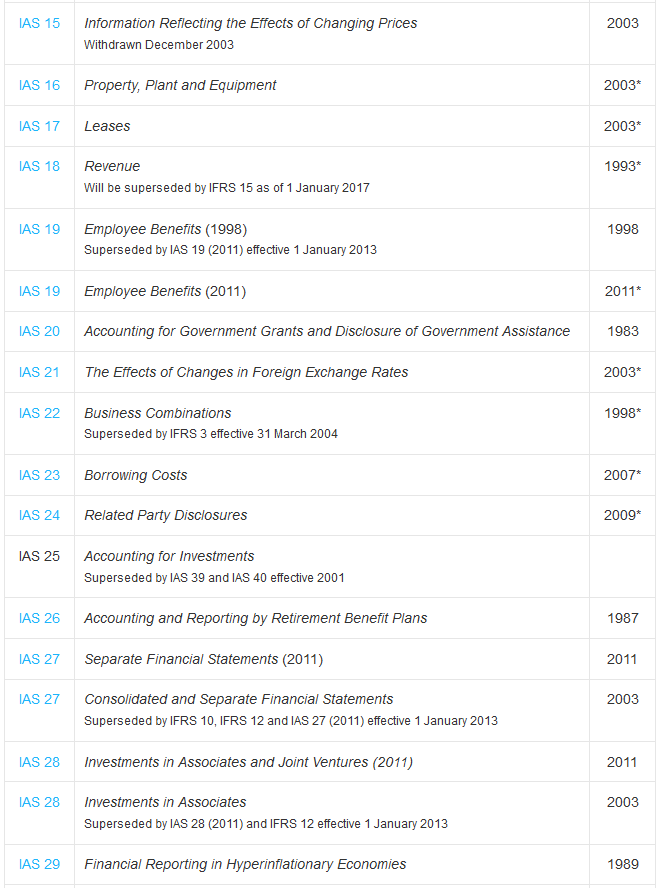 IAS 15 Information Reflecting the Effects of Changing Prices 2003
Withdrawn December 2003
IAS 16 Property, Plant and Equipment 2003*
IAS 17 Leases 2003*
IAS 18 Revenue 1993*
Will be superseded by IFRS 15 as of 1 January 2017
IAS 19 Employee Benefits (1998) 1998
Superseded by IAS 19 (2011) effective 1 January 2013
IAS 19 Employee Benefits (2011) 2011*
IAS 20 Accounting for Government Grants and Disclosure of Government Assistance 1983
IAS 21 The Effects of Changes in Foreign Exchange Rates 2003*
IAS 22 Business Combinations 1998*
Superseded by IFRS 3 effective 31 March 2004
IAS 23 Borrowing Costs 2007*
IAS 24 Related Party Disclosures 2009*
IAS 25 Accounting for Investments
Superseded by IAS 39 and IAS 40 effective 2001
IAS 26 Accounting and Reporting by Retirement Benefit Plans 1987
IAS 27 Separate Financial Statements (2011) 2011
IAS 27 Consolidated and Separate Financial Statements 2003
Superseded by IFRS 10, IFRS 12 and IAS 27 (2011) effective 1 January 2013
IAS 28 Investments in Associates and Joint Ventures (2011) 2011
IAS 28 Investments in Associates 2003
Superseded by IAS 28 (2011) and IFRS 12 effective 1 January 2013
IAS 29 Financial Reporting in Hyperinflationary Economies 1989